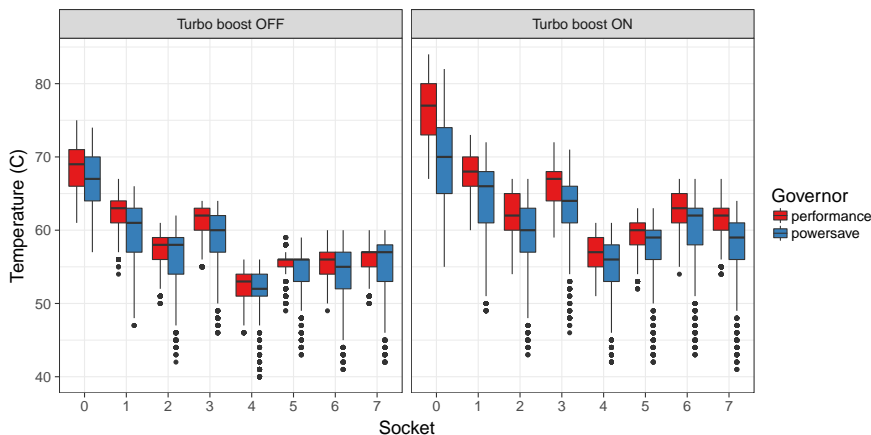 Turbo boost OFF
Turbo boost ON
Temperature (C)
80
70
60
50
40
0 1 2 3 4 5 6 7
0 1 2 3 4 5 6 7
Socket
Governor
performance
powersave